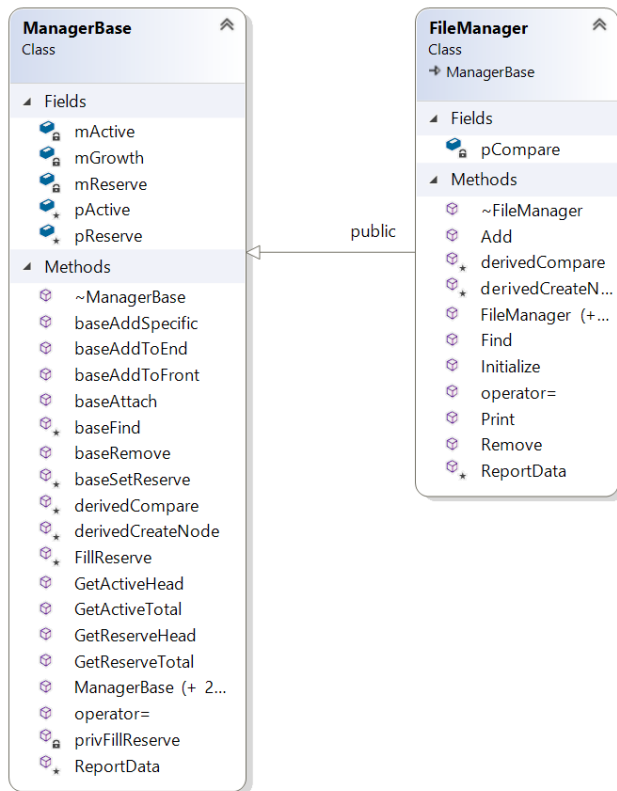 ManagerBase
Class
Fields
mActive
mGrowth
mReserve
pActive
pReserve
Methods
~ManagerBase
baseAddSpecific
baseAddToEnd
baseAddToFront
baseAttach
baseFind
baseRemove
baseSetReserve
derivedCompare
derivedCreateNode
FillReserve
GetActiveHead
GetActiveTotal
GetReserveHead
GetReserveTotal
ManagerBase (+ 2...
operator=
privFillReserve
ReportData
public
FileManager
Class
ManagerBase
Fields
pCompare
Methods
~FileManager
Add
derivedCompare
derivedCreateN...
FileManager (+...
Find
Initialize
operator=
Print
Remove
ReportData